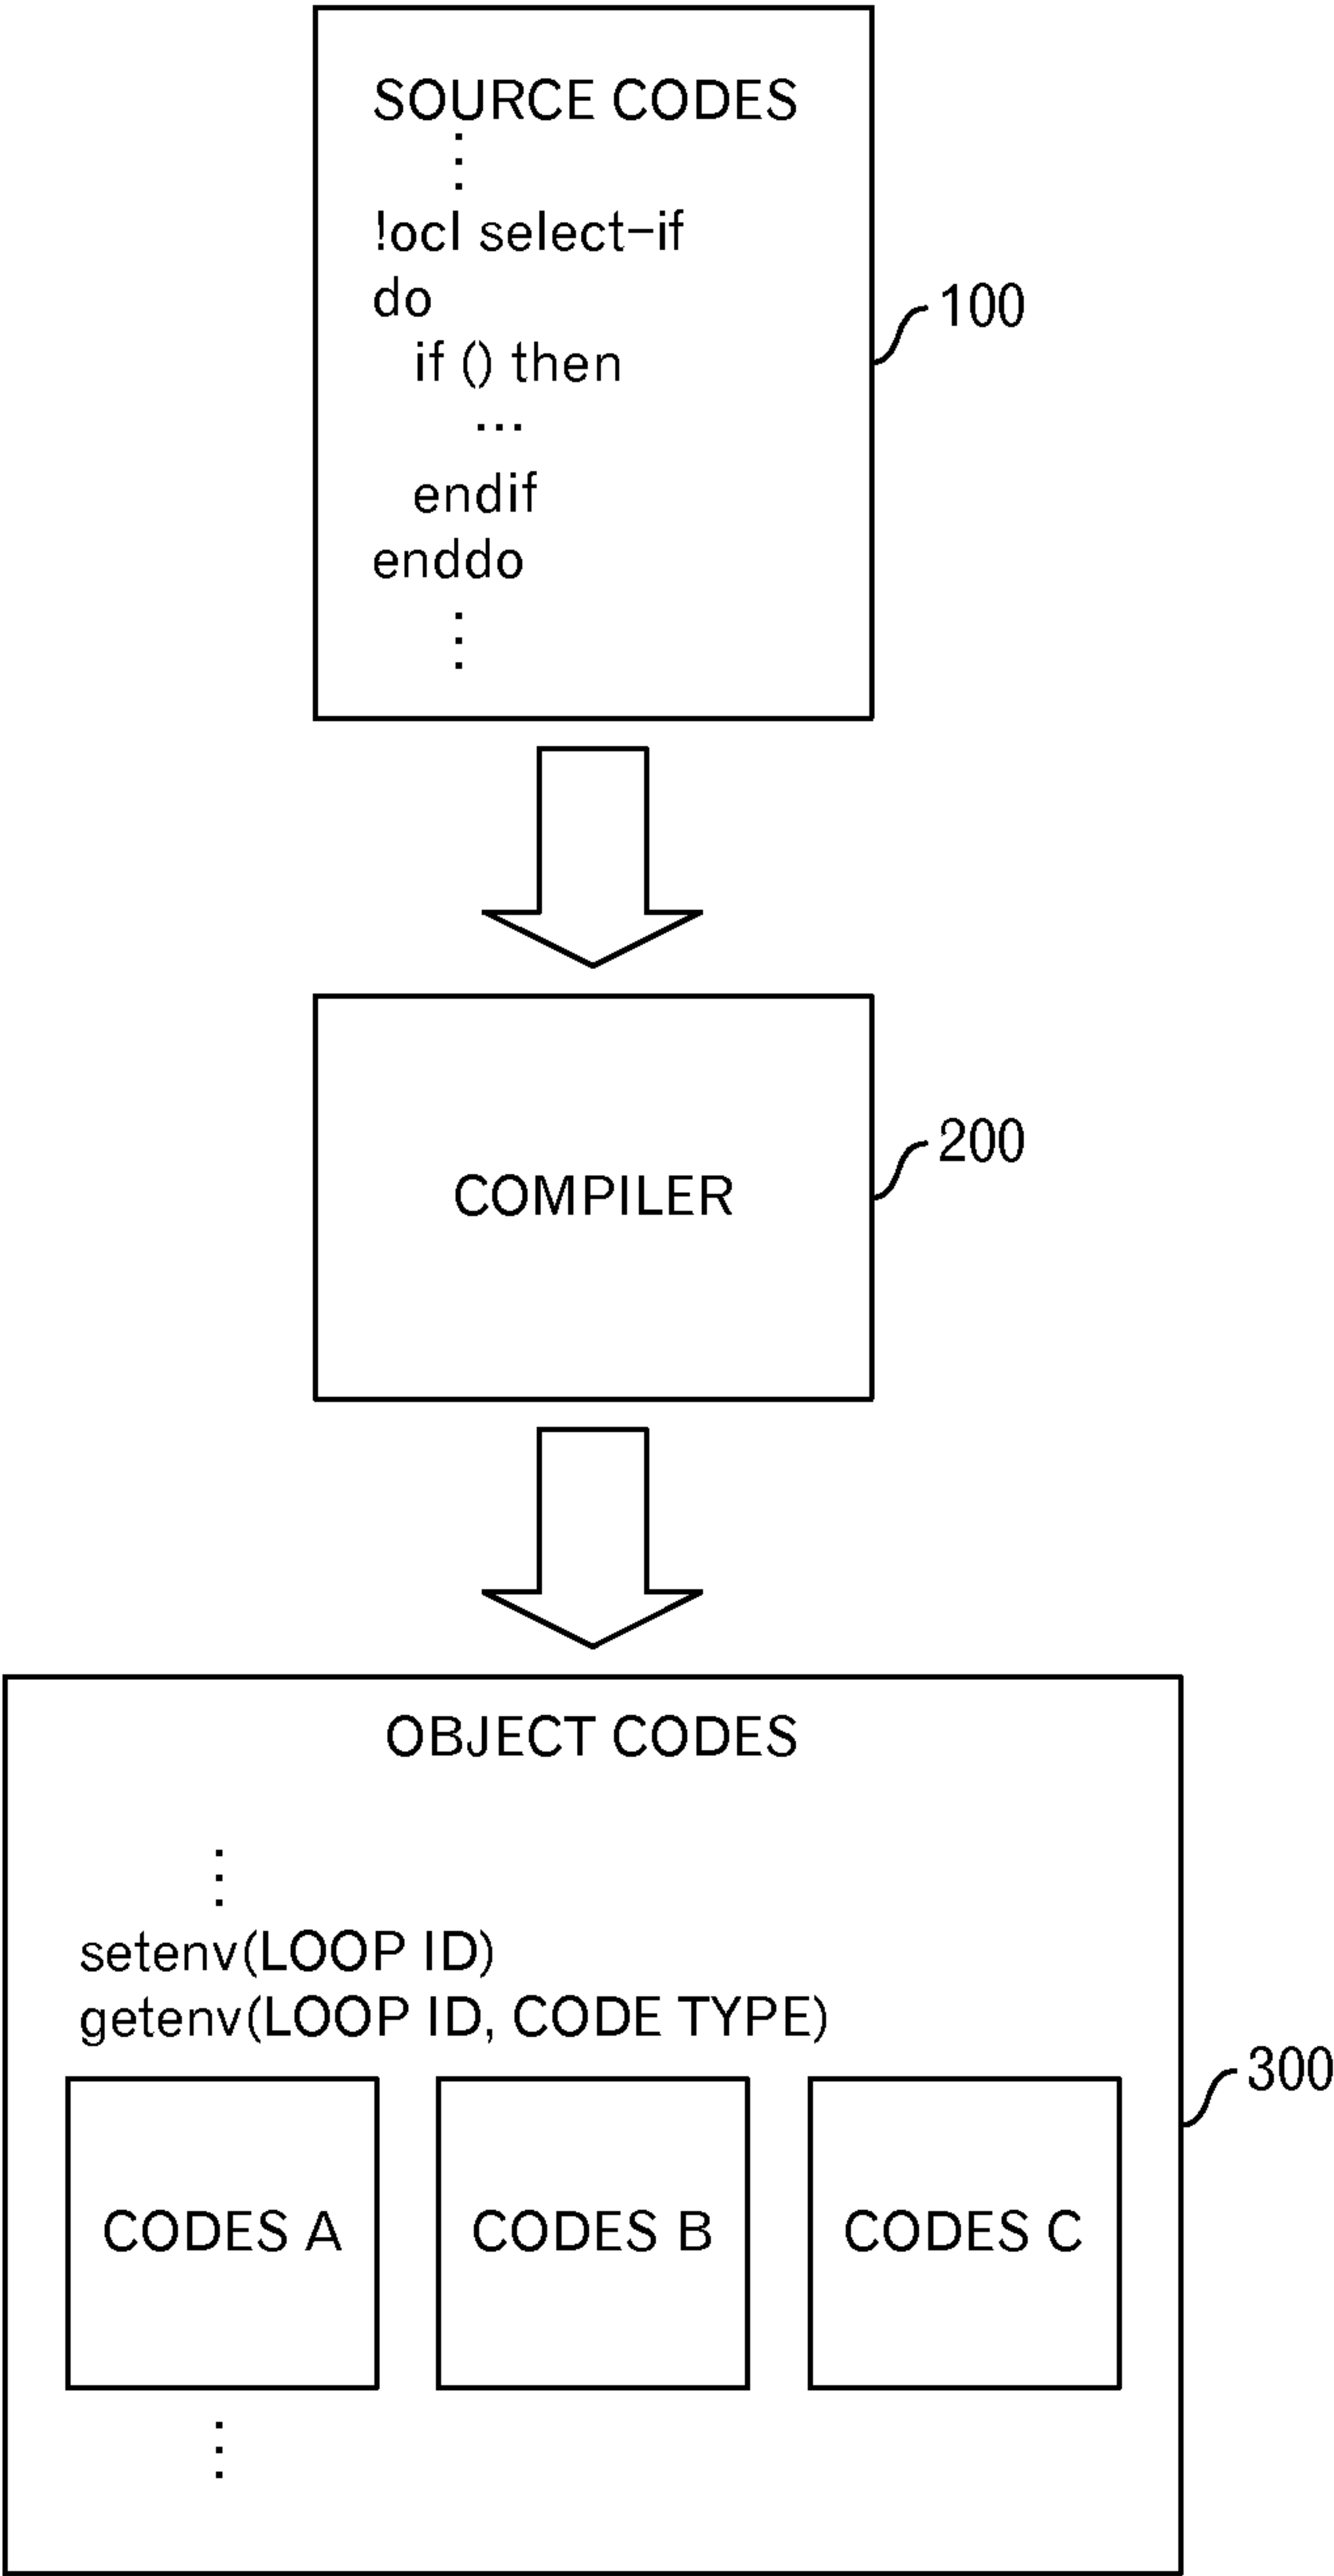 SOURCE CODES
⋮
!ocl select-if
do
if () then
...
endif
enddo
⋮
100
COMPILER
200
OBJECT CODES
⋮
setenv(LOOP ID)
getenv(LOOP ID, CODE TYPE)
300
CODES A
CODES B
CODES C
⋮